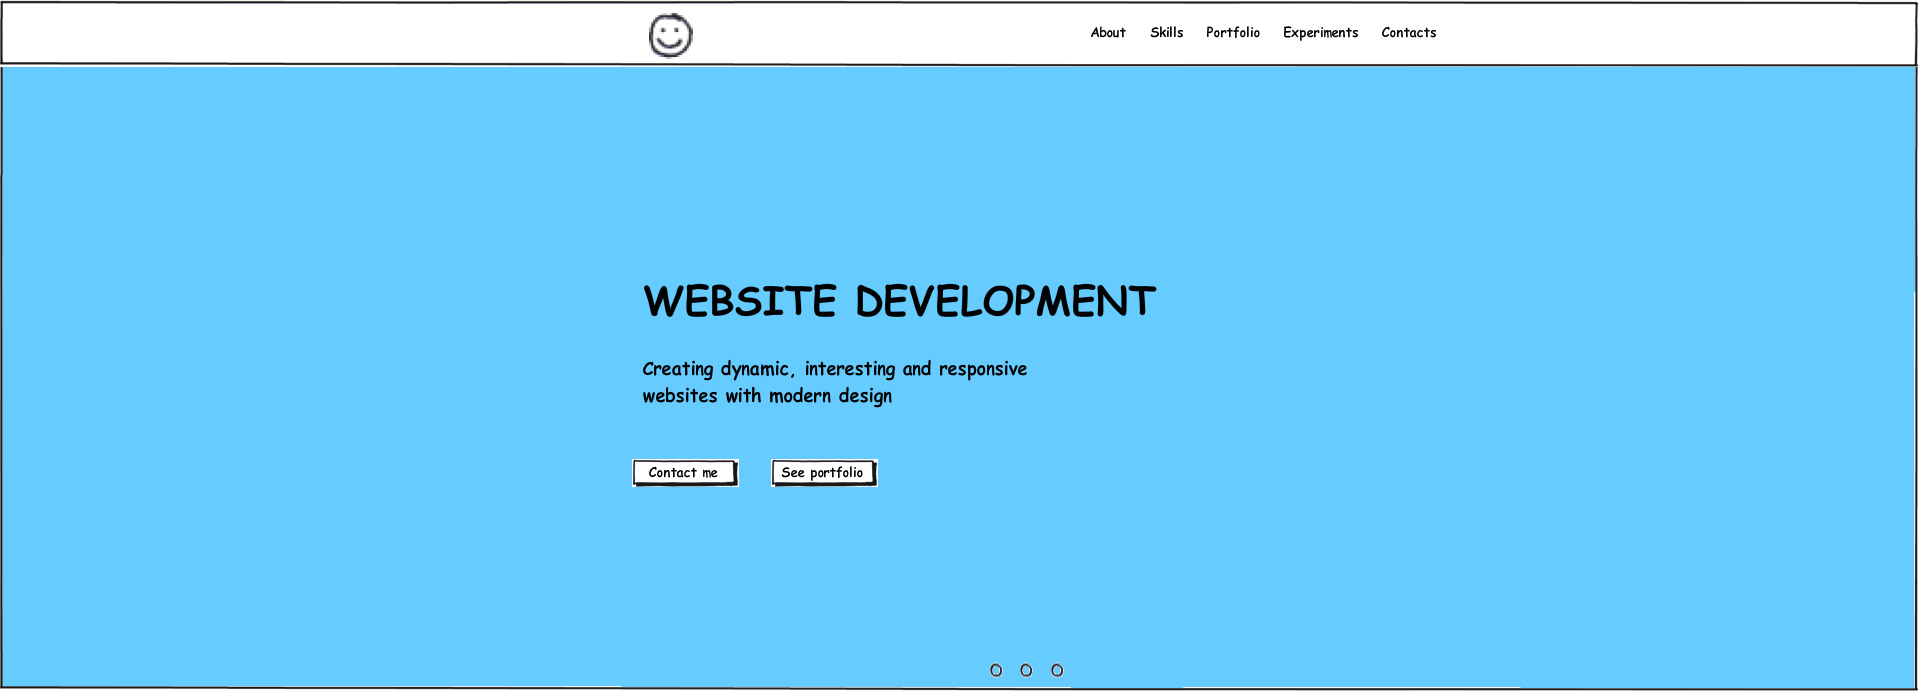 About Skills Portfolio Experiments Contacts
WEBSITE DEVELOPMENT
Creating dynamic, interesting and responsive
websites with modern design
Contact me See portfolio